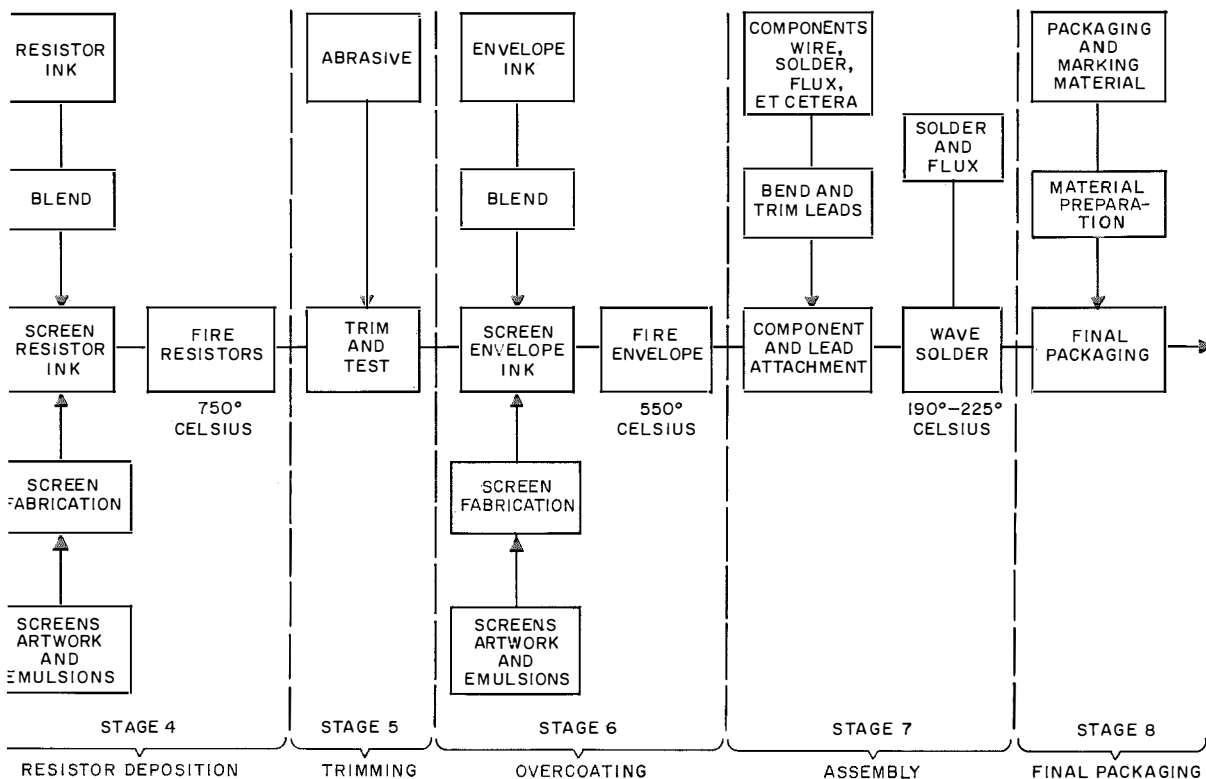 RESISTOR
INK
ABRASIVE
ENVELOPE
INK
COMPONENTS
WIRE,
SOLDER,
FLUX,
ET CETERA
PACKAGING
AND
MARKING
MATERIAL
SOLDER
AND
FLUX
BLEND
BLEND
BEND AND
TRIM LEADS
MATERIAL
PREPARA-
TION
SCREEN
RESISTOR
INK
FIRE
RESISTORS
TRIM
AND
TEST
SCREEN
ENVELOPE
INK
FIRE
ENVELOPE
COMPONENT
AND LEAD
ATTACHMENT
WAVE
SOLDER
FINAL
PACKAGING
750°
CELSIUS
550°
CELSIUS
190°–225°
CELSIUS
SCREEN
FABRICATION
SCREEN
FABRICATION
SCREENS
ARTWORK
AND
EMULSIONS
SCREENS
ARTWORK
AND
EMULSIONS
STAGE 4
STAGE 5
STAGE 6
STAGE 7
STAGE 8
RESISTOR DEPOSITION
TRIMMING
OVERCOATING
ASSEMBLY
FINAL PACKAGING